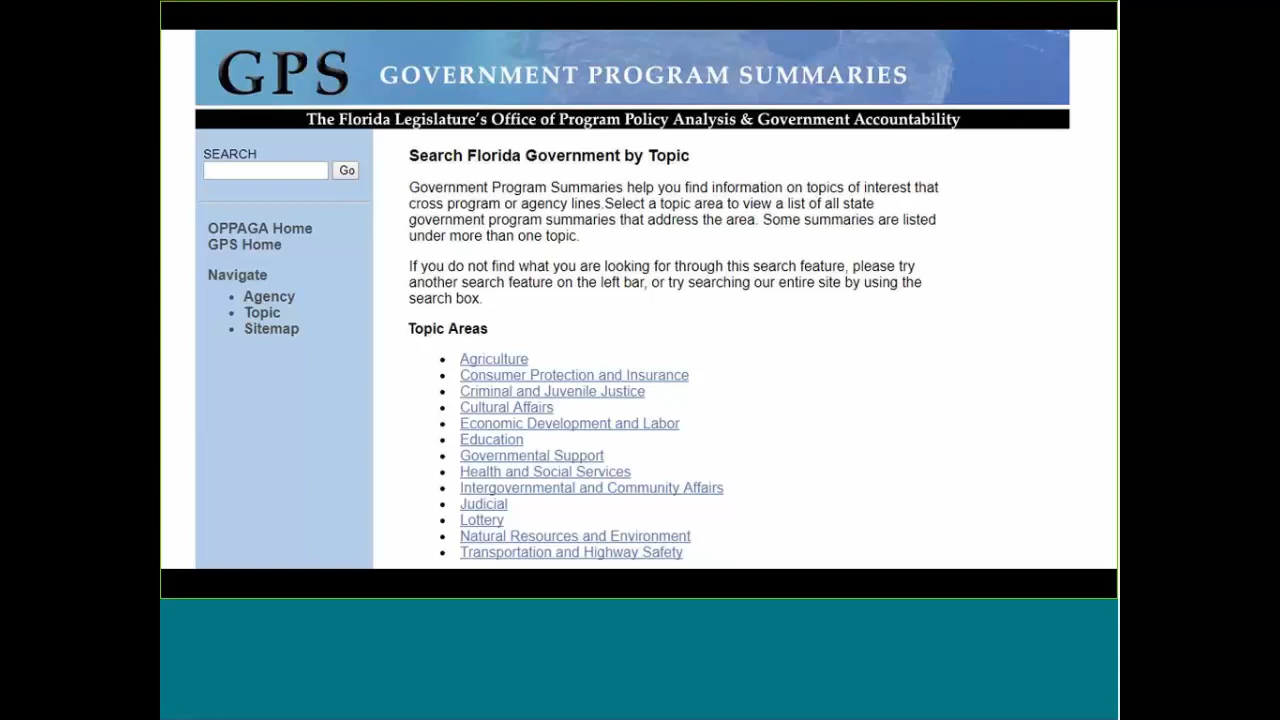 GPS GOVERNMENT PROGRAM SUMMARIES
The Florida Legislature's Office of Program Policy Analysis & Government Accountability
SEARCH
Go
OPPAGA Home
GPS Home
Navigate
• Agency
• Topic
• Sitemap
Search Florida Government by Topic
Government Program Summaries help you find information on topics of interest that
cross program or agency lines.Select a topic area to view a list of all state
government program summaries that address the area. Some summaries are listed
under more than one topic.
If you do not find what you are looking for through this search feature, please try
another search feature on the left bar, or try searching our entire site by using the
search box.
Topic Areas
• Agriculture
• Consumer Protection and Insurance
• Criminal and Juvenile Justice
• Cultural Affairs
• Economic Development and Labor
• Education
• Governmental Support
• Health and Social Services
• Intergovernmental and Community Affairs
• Judicial
• Lottery
• Natural Resources and Environment
• Transportation and Highway Safety